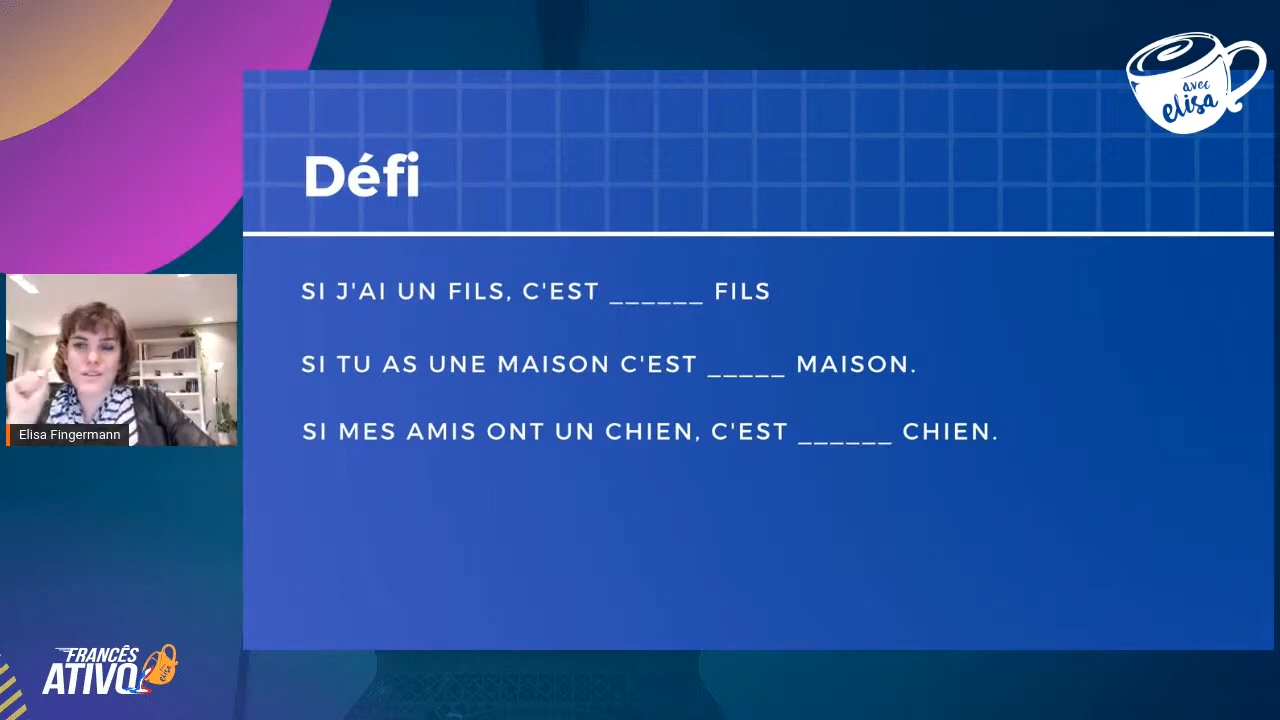 avec
elisa
Défi
SI J'AI UN FILS, C'EST ______ FILS
SI TU AS UNE MAISON C'EST _____ MAISON.
SI MES AMIS ONT UN CHIEN, C'EST ______ CHIEN.
Elisa Fingermann
FRANCÊS
ATIVO
elisa